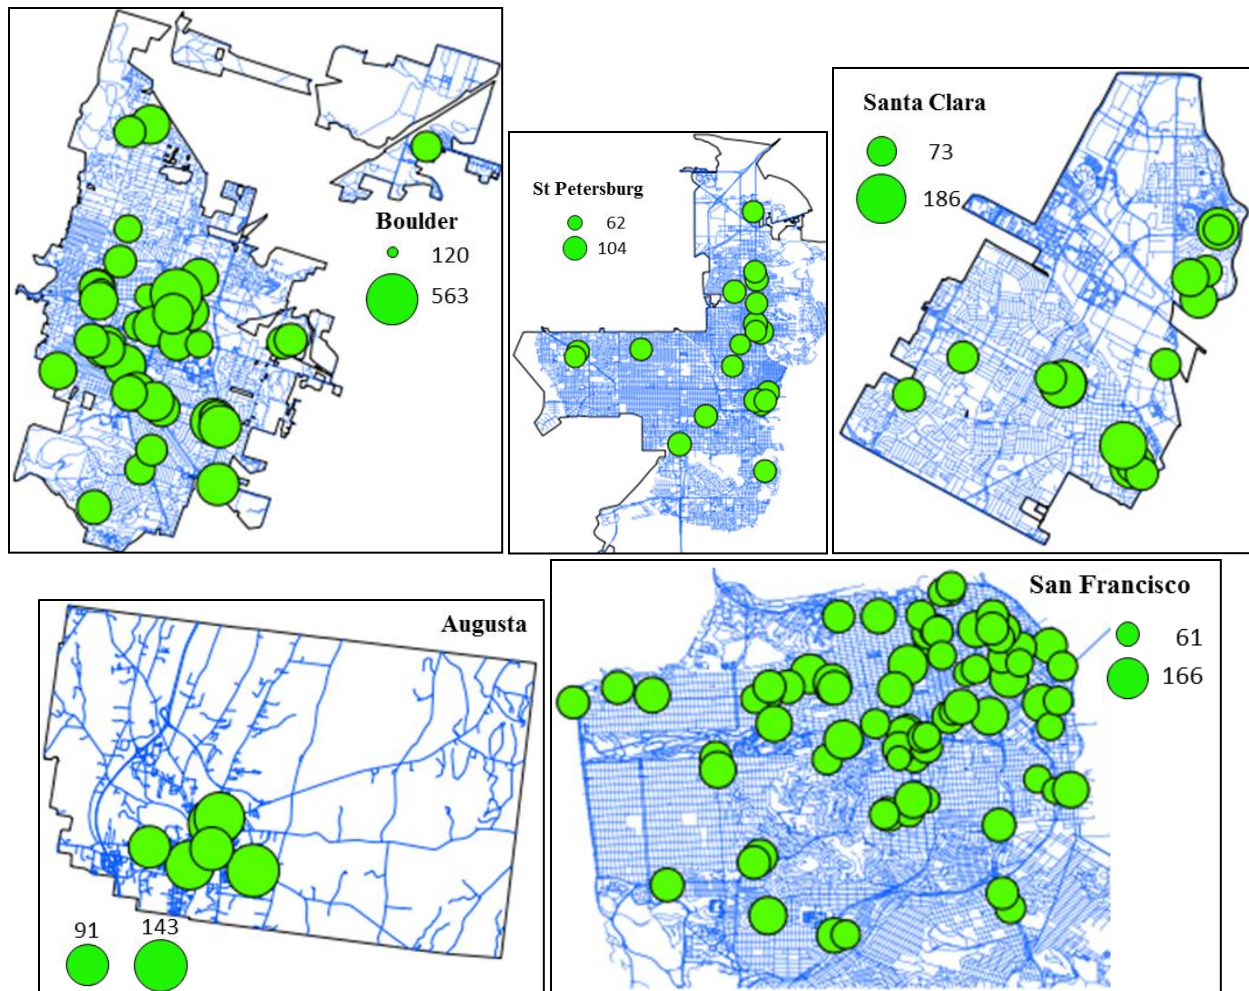 Boulder
120
563
St Petersburg
62
104
Santa Clara
73
186
Augusta
91 143
San Francisco
61
166